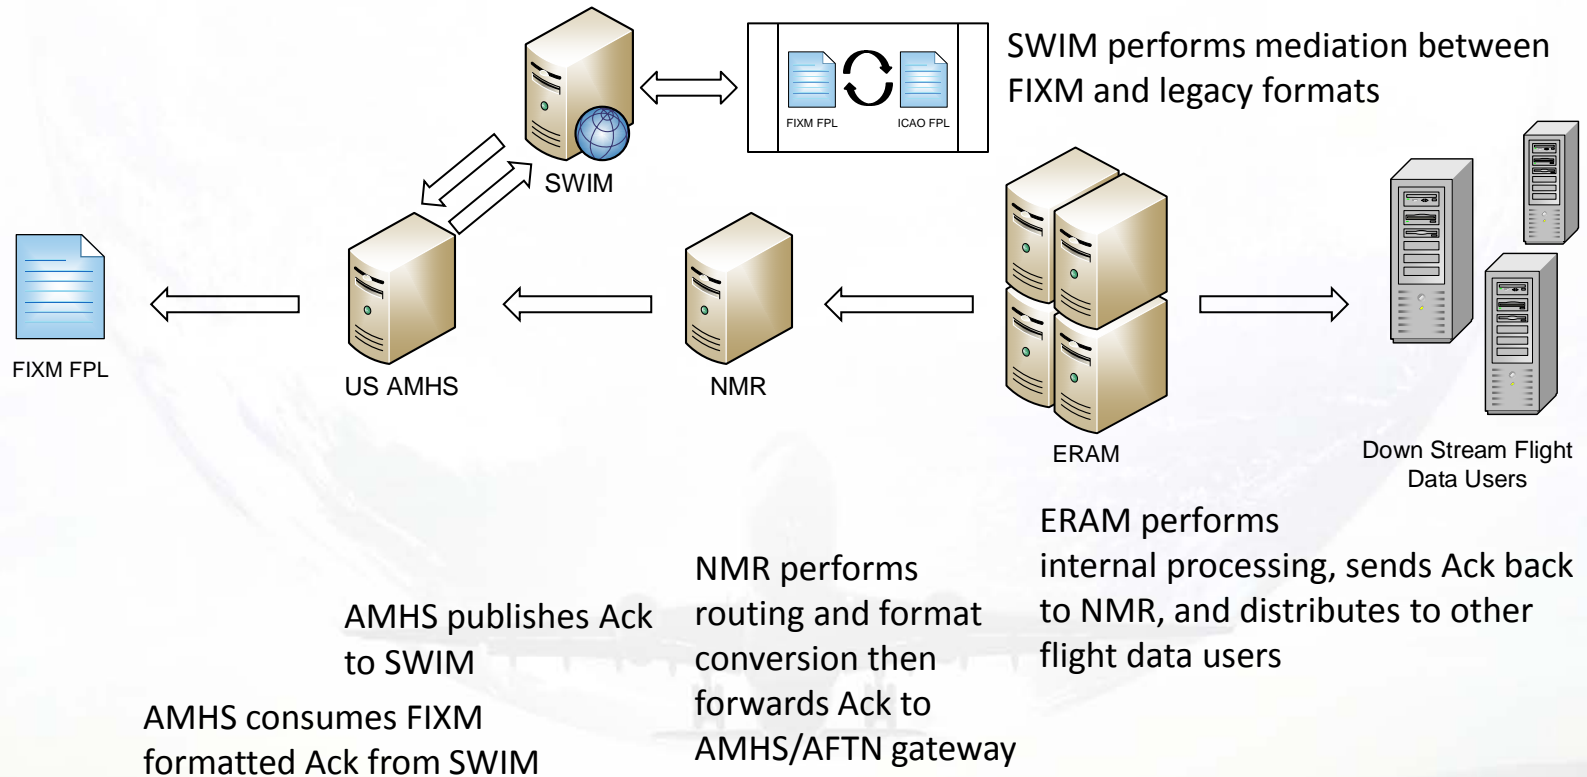 SWIM performs mediation between
FIXM and legacy formats
FIXM FPL
ICAO FPL
SWIM
FIXM FPL
US AMHS
NMR
ERAM
Down Stream Flight
Data Users
ERAM performs
internal processing, sends Ack back
to NMR, and distributes to other
flight data users
NMR performs
routing and format
conversion then
forwards Ack to
AMHS/AFTN gateway
AMHS publishes Ack
to SWIM
AMHS consumes FIXM
formatted Ack from SWIM